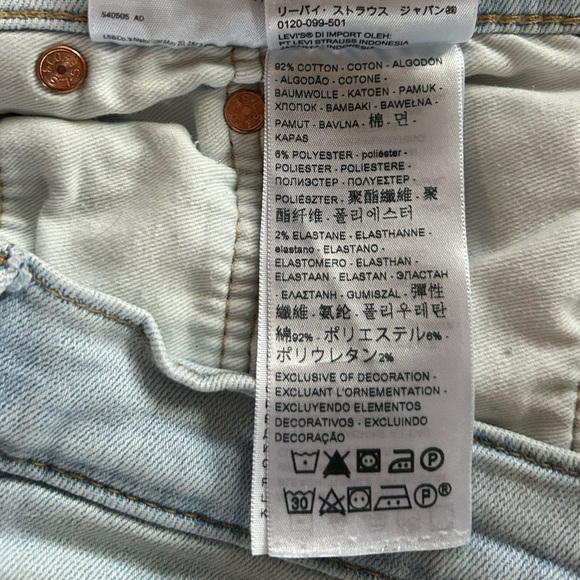 540505 AD
リーバイ・ストラウス ジャパン㈱
0120-099-501
LEVI'S® DI IMPORT OLEH:
PT LEVI STRAUSS INDONESIA
92% COTTON - COTON - ALGODÓN
- ALGODÃO - COTONE -
BAUMWOLLE - KATOEN - PAMUK -
ХЛОПОК - ΒΑΜΒΑΚΙ - BAWEŁNA -
PAMUT - BAVLNA - 棉 - 면 -
KAPAS
6% POLYESTER - poliéster -
POLIESTER - POLIESTERE -
ПОЛИЭСТЕР - ΠΟΛΥΕΣΤΕΡ -
POLIÉSZTER - 聚酯纖維 - 聚
酯纤维 - 폴리에스터
2% ELASTANE - ELASTHANNE -
elastano - ELASTANO -
ELASTOMERO - ELASTHAN -
ELASTAAN - ELASTAN - ЭЛАСТАН
- ΕΛΑΣΤΑΝΗ - GUMISZÁL - 彈性
纖維 - 氨纶 - 폴리우레탄
綿92% - ポリエステル6% -
ポリウレタン2%
EXCLUSIVE OF DECORATION -
EXCLUANT L'ORNEMENTATION -
EXCLUYENDO ELEMENTOS
DECORATIVOS - EXCLUINDO
DECORAÇÃO
P
30 P ®